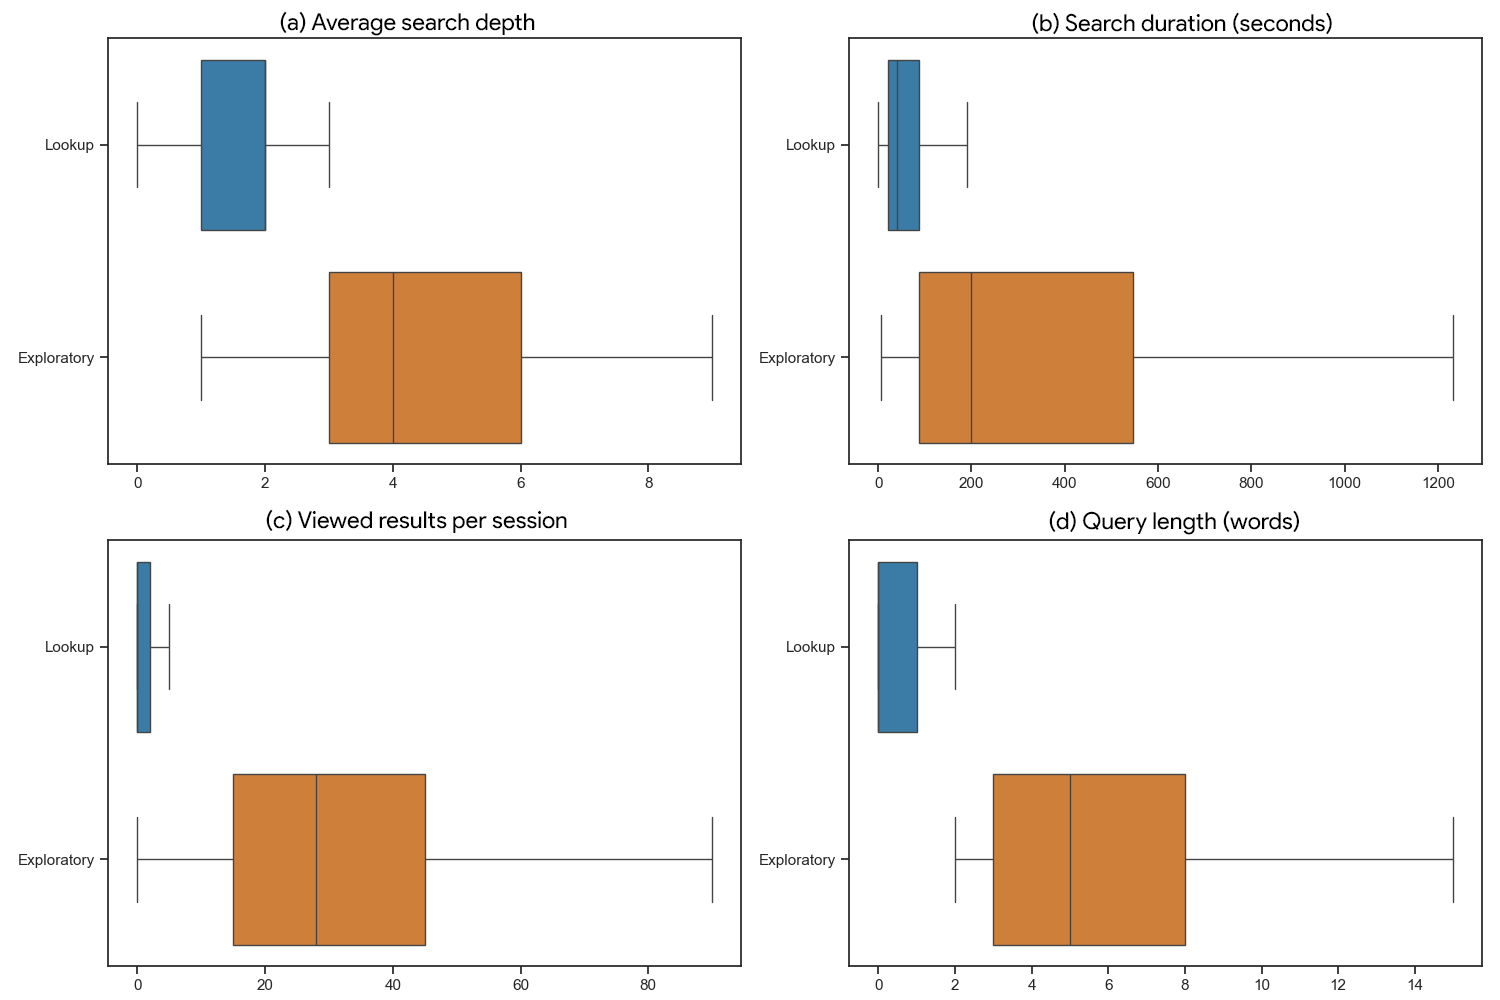 (a) Average search depth
Lookup
Exploratory
0 2 4 6 8
(b) Search duration (seconds)
Lookup
Exploratory
0 200 400 600 800 1000 1200
(c) Viewed results per session
Lookup
Exploratory
0 20 40 60 80
(d) Query length (words)
Lookup
Exploratory
0 2 4 6 8 10 12 14